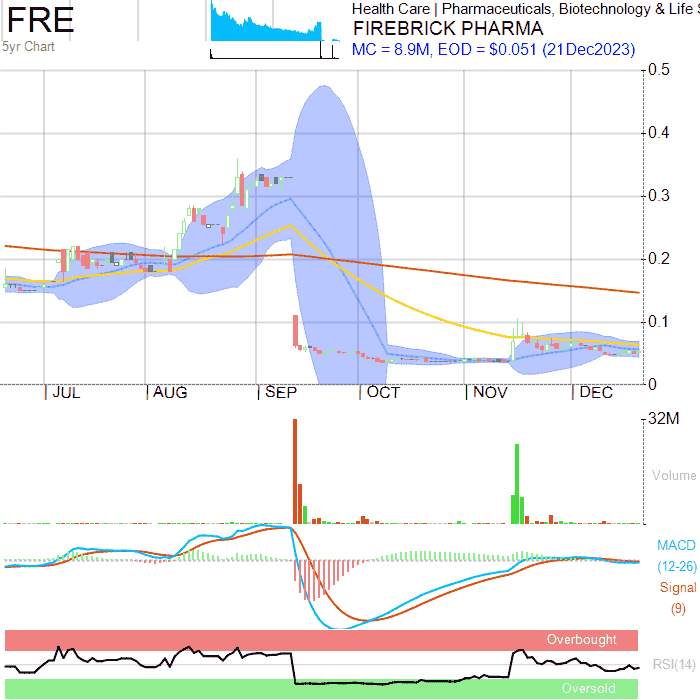 FRE
Health Care | Pharmaceuticals, Biotechnology & Life S
FIREBRICK PHARMA
5yr Chart
MC = 8.9M, EOD = $0.051 (21Dec2023)
0.5
0.4
0.3
0.2
0.1
0
JUL AUG SEP OCT NOV DEC
32M
Volume
MACD
(12-26)
Signal
(9)
Overbought
RSI(14)
Oversold